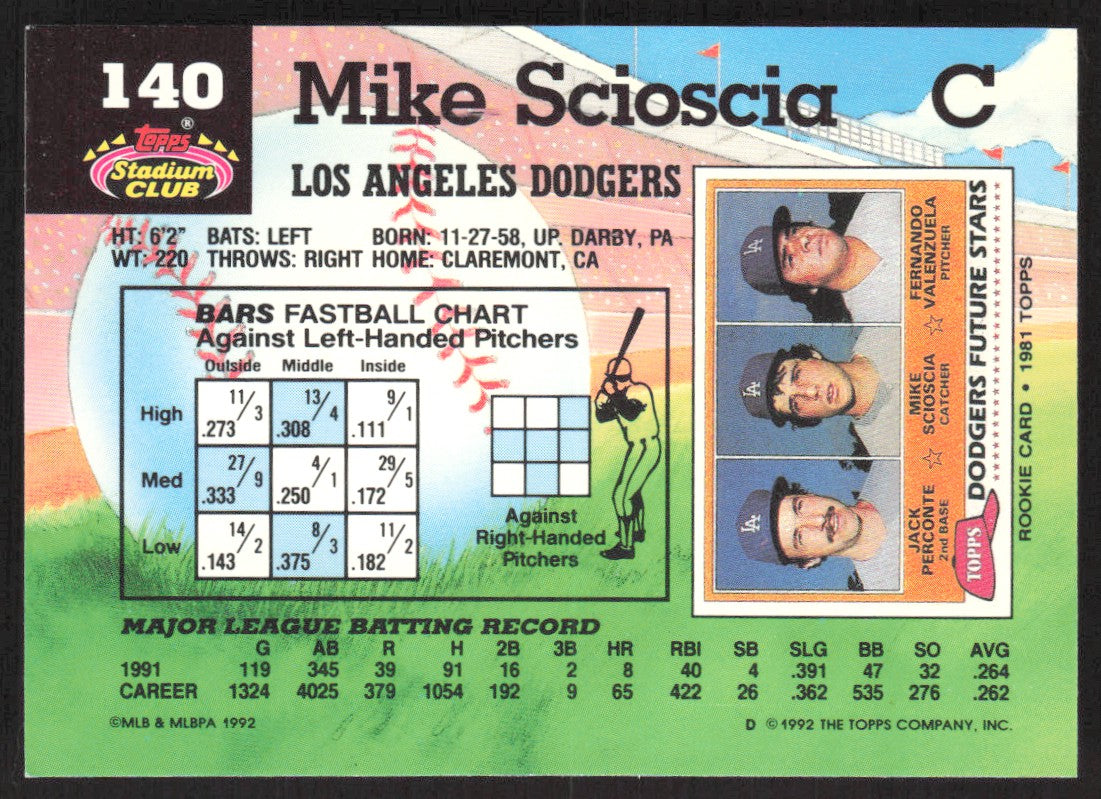 140
Mike Scioscia C
Topps®
Stadium
CLUB
LOS ANGELES DODGERS
HT: 6'2" BATS: LEFT BORN: 11-27-58, UP. DARBY, PA
WT: 220 THROWS: RIGHT HOME: CLAREMONT, CA
BARS FASTBALL CHART
Against Left-Handed Pitchers
Outside Middle Inside
High 11/3 .273 13/4 .308 9/1 .111
Med 27/9 .333 4/1 .250 29/5 .172
Low 14/2 .143 8/3 .375 11/2 .182
Against
Right-Handed
Pitchers
LA
LA
LA
JACK
PERCONTE
2nd BASE
MIKE
SCIOSCIA
CATCHER
FERNANDO
VALENZUELA
PITCHER
TOPPS
DODGERS FUTURE STARS
ROOKIE CARD • 1981 TOPPS
MAJOR LEAGUE BATTING RECORD
G AB R H 2B 3B HR RBI SB SLG BB SO AVG
1991 119 345 39 91 16 2 8 40 4 .391 47 32 .264
CAREER 1324 4025 379 1054 192 9 65 422 26 .362 535 276 .262
©MLB & MLBPA 1992
D ©1992 THE TOPPS COMPANY, INC.